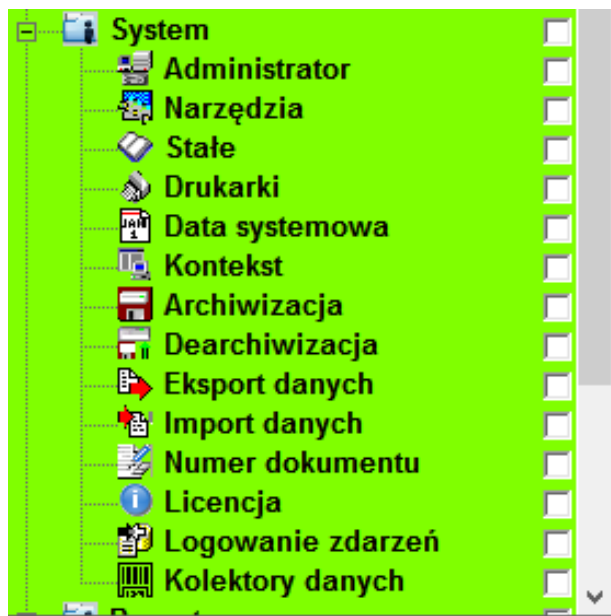 System
Administrator
Narzędzia
Stałe
Drukarki
Data systemowa
Kontekst
Archiwizacja
Dearchiwizacja
Eksport danych
Import danych
Numer dokumentu
Licencja
Logowanie zdarzeń
Kolektory danych